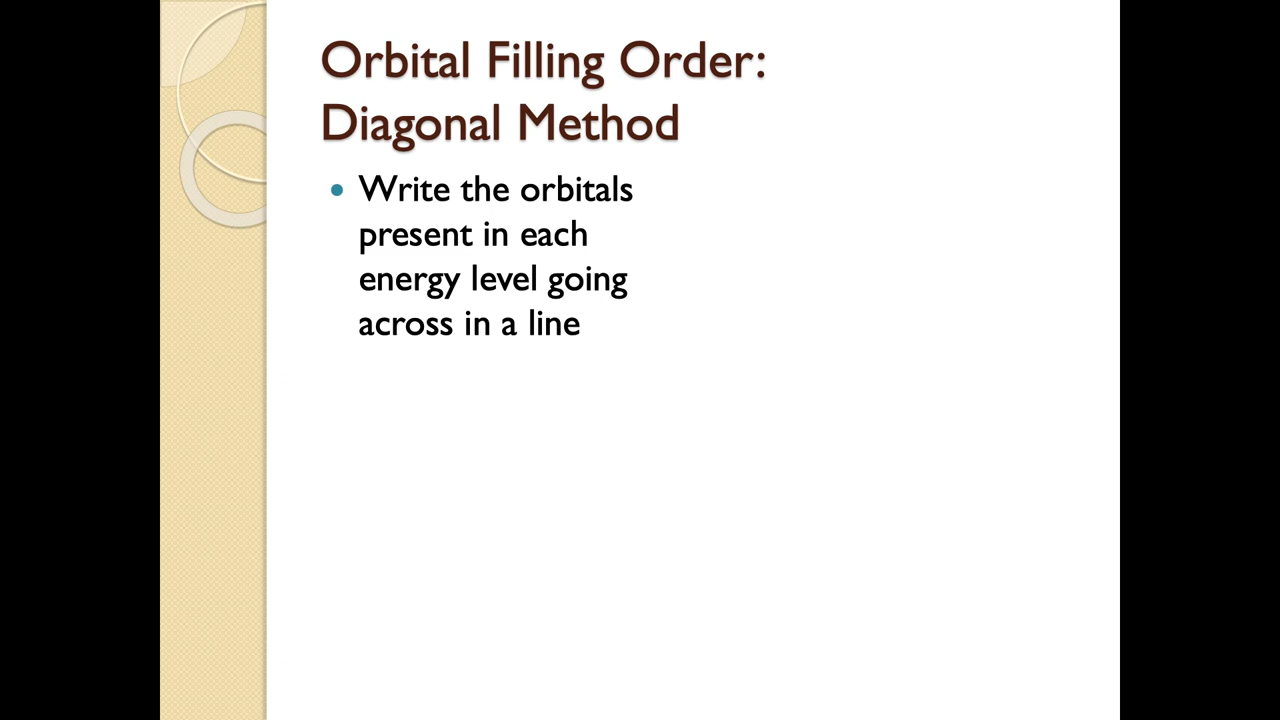 Orbital Filling Order:
Diagonal Method
• Write the orbitals
present in each
energy level going
across in a line